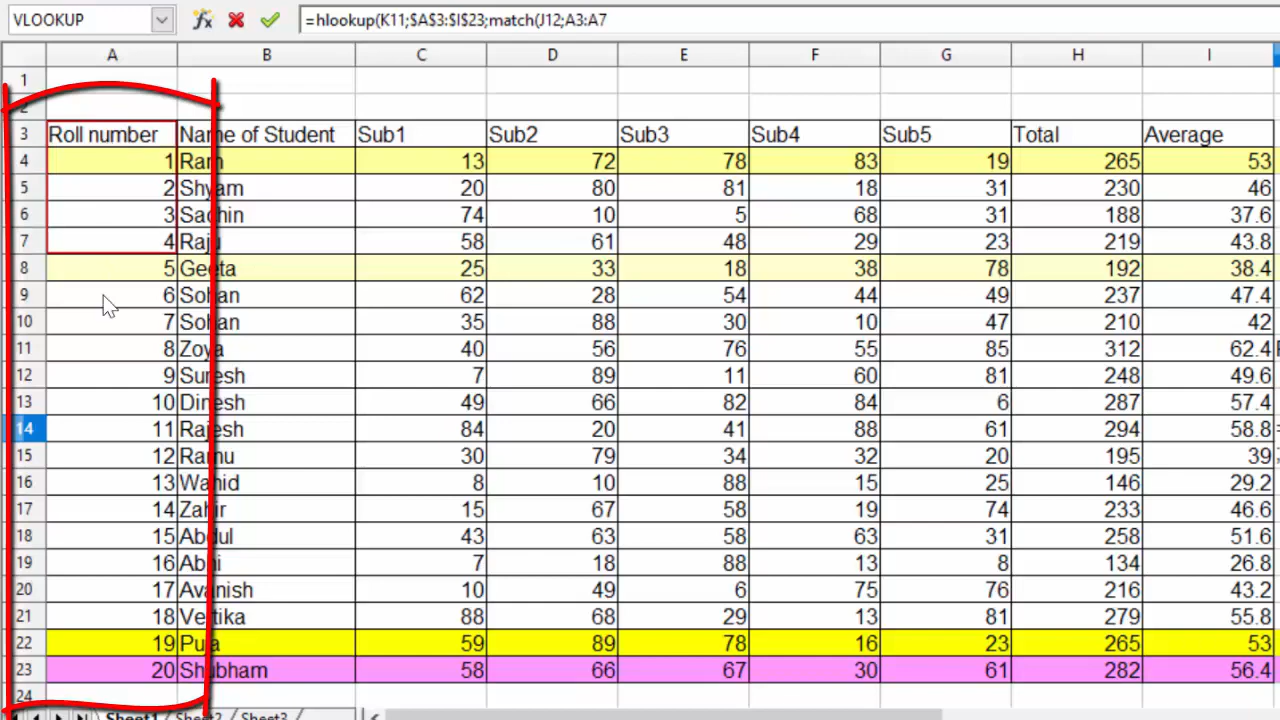 VLOOKUP =hlookup(K11;$A$3:$I$23;match(J12;A3:A7
A B C D E F G H I
1
2
3 Roll number Name of Student Sub1 Sub2 Sub3 Sub4 Sub5 Total Average
4 1 Ram 13 72 78 83 19 265 53
5 2 Shyam 20 80 81 18 31 230 46
6 3 Sachin 74 10 5 68 31 188 37.6
7 4 Raju 58 61 48 29 23 219 43.8
8 5 Geeta 25 33 18 38 78 192 38.4
9 6 Sohan 62 28 54 44 49 237 47.4
10 7 Sohan 35 88 30 10 47 210 42
11 8 Zoya 40 56 76 55 85 312 62.4
12 9 Suresh 7 89 11 60 81 248 49.6
13 10 Dinesh 49 66 82 84 6 287 57.4
14 11 Rajesh 84 20 41 88 61 294 58.8
15 12 Ramu 30 79 34 32 20 195 39
16 13 Wahid 8 10 88 15 25 146 29.2
17 14 Zahir 15 67 58 19 74 233 46.6
18 15 Abdul 43 63 58 63 31 258 51.6
19 16 Abhi 7 18 88 13 8 134 26.8
20 17 Avanish 10 49 6 75 76 216 43.2
21 18 Vertika 88 68 29 13 81 279 55.8
22 19 Puja 59 89 78 16 23 265 53
23 20 Shubham 58 66 67 30 61 282 56.4
24
Sheet1 Sheet2 Sheet3